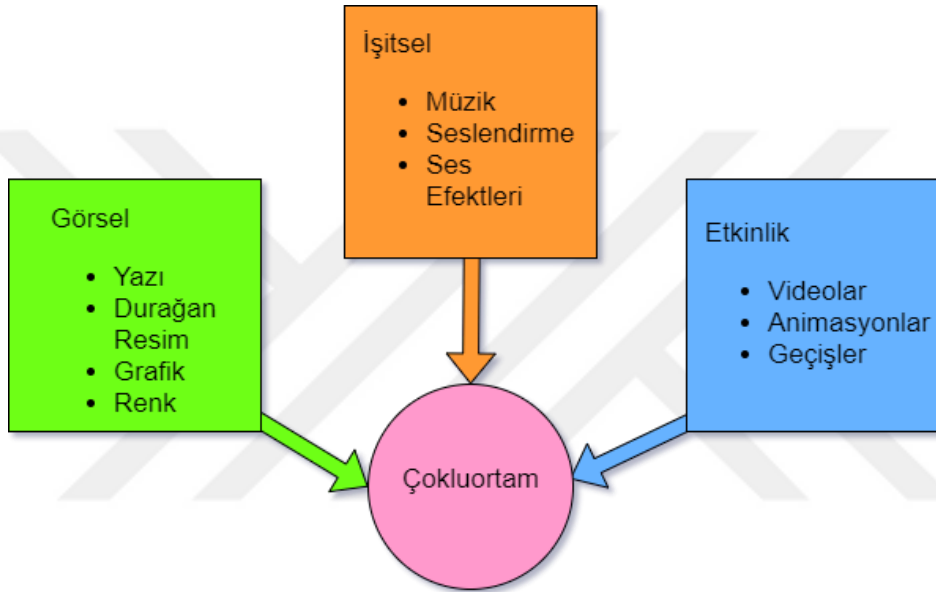 İşitsel
• Müzik
• Seslendirme
• Ses
Efektleri
Görsel
• Yazı
• Durağan
Resim
• Grafik
• Renk
Etkinlik
• Videolar
• Animasyonlar
• Geçişler
Çokluortam